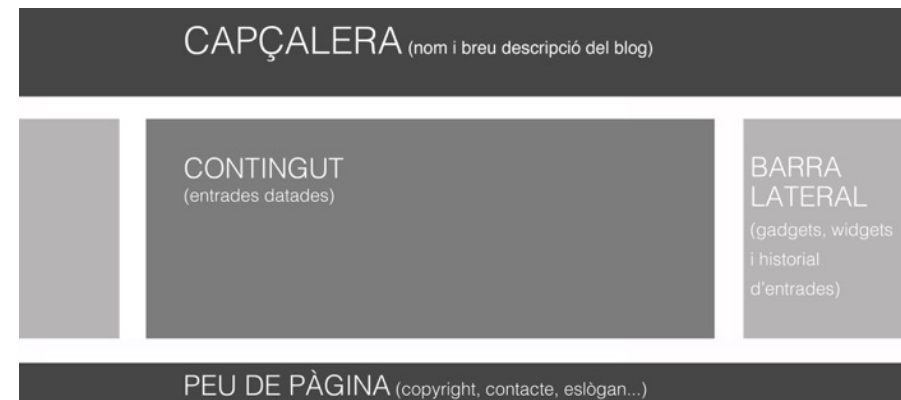 CAPÇALERA (nom i breu descripció del blog)
CONTINGUT
(entrades datades)
BARRA
LATERAL
(gadgets, widgets
i historial
d'entrades)
PEU DE PÀGINA (copyright, contacte, eslògan...)